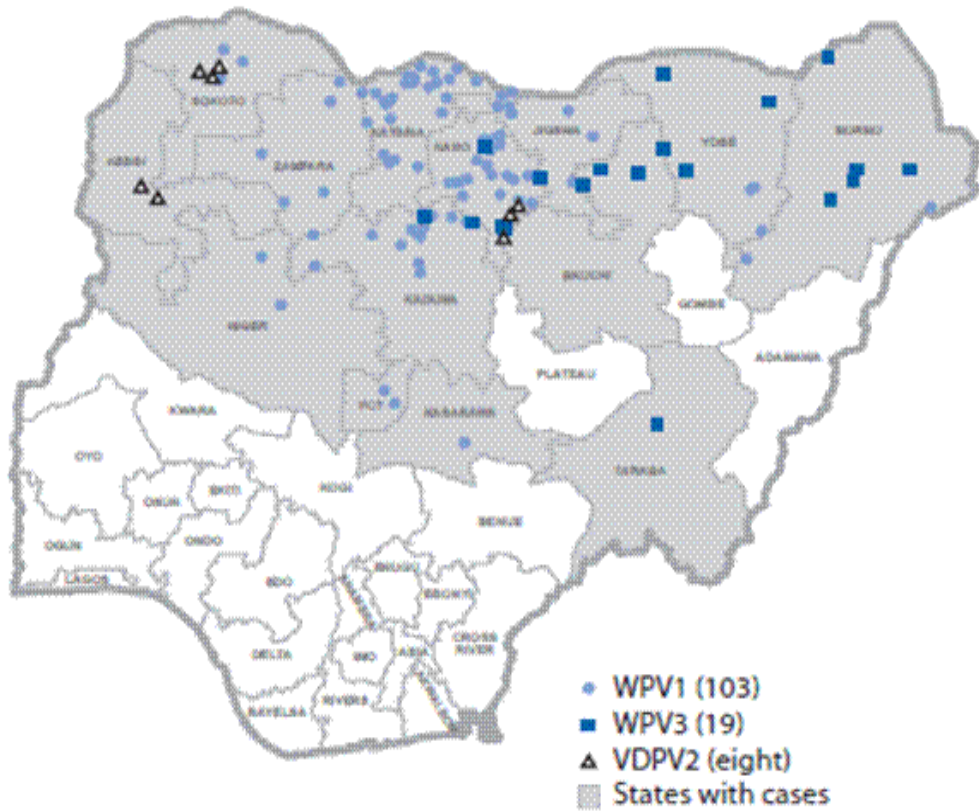 SOKOTO
KEBBI
ZAMFARA
KATSINA
KANO
JIGAWA
YOBE
BORNO
NIGER
KADUNA
BAUCHI
GOMBE
ADAMAWA
PLATEAU
FCT
NASARAWA
TARABA
KWARA
OYO
KOGI
BENUE
OSUN
EKITI
ONDO
OGUN
LAGOS
EDO
ENUGU
EBONYI
CROSS
RIVER
DELTA
IMO
ABIA
BAYELSA
RIVERS
WPV1 (103)
WPV3 (19)
VDPV2 (eight)
States with cases